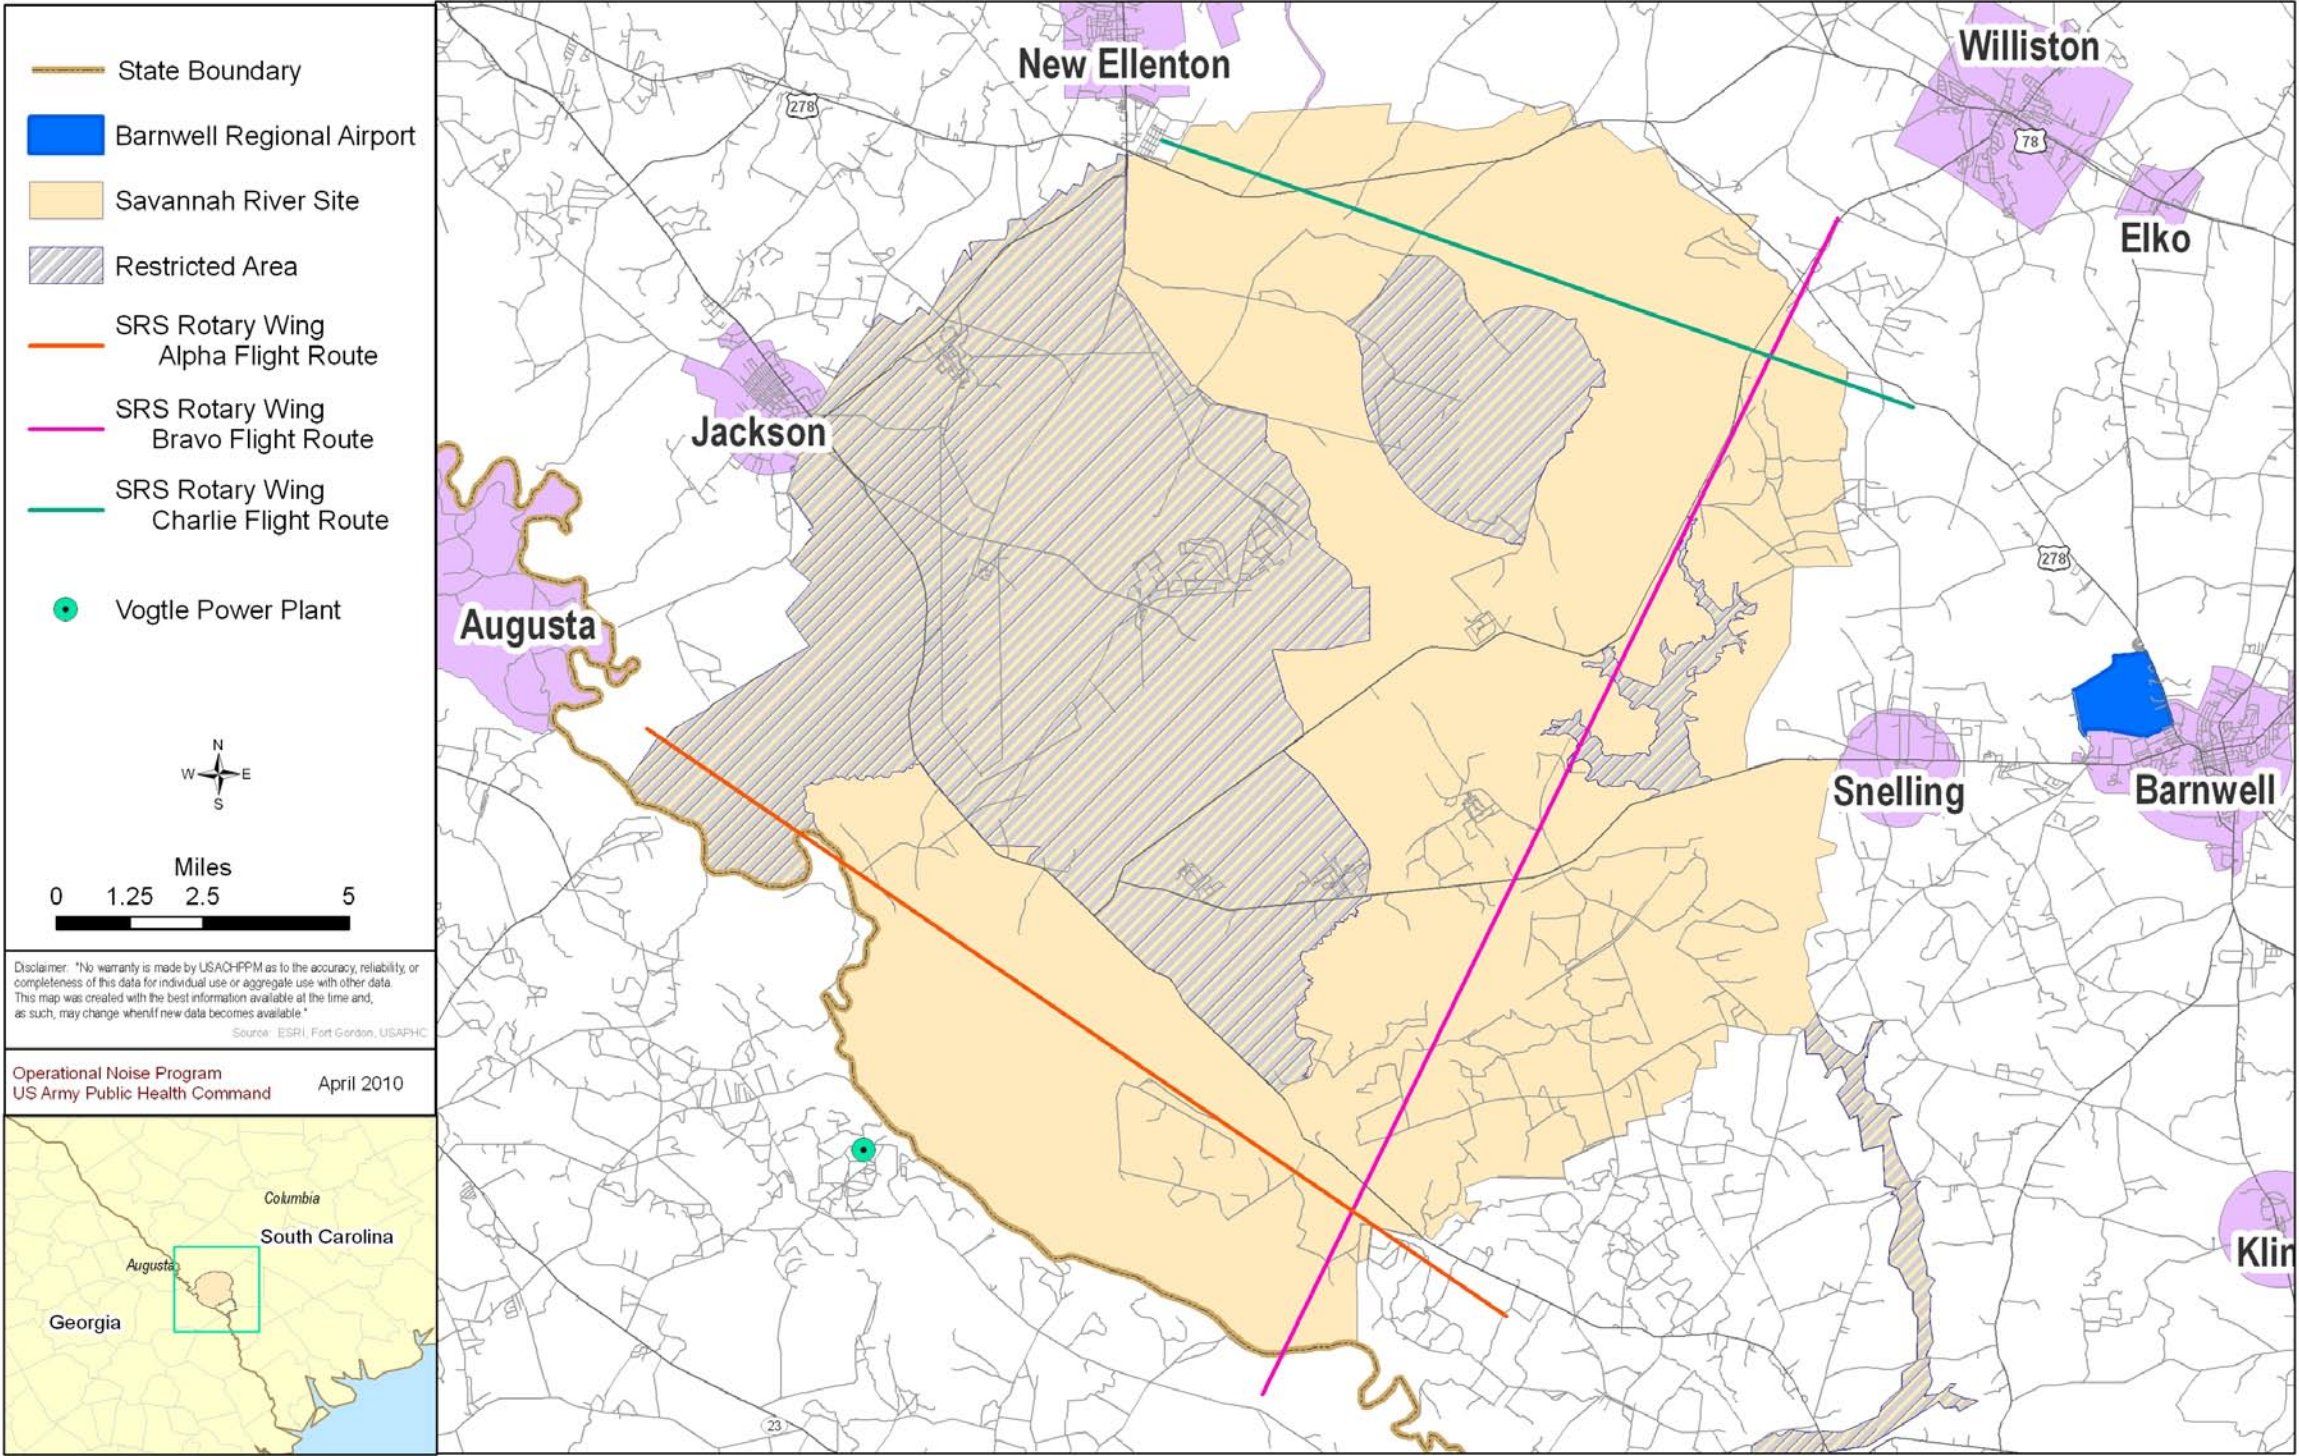 State Boundary
Barnwell Regional Airport
Savannah River Site
Restricted Area
SRS Rotary Wing
Alpha Flight Route
SRS Rotary Wing
Bravo Flight Route
SRS Rotary Wing
Charlie Flight Route
Vogtle Power Plant
N
W E
S
Miles
0 1.25 2.5 5
Disclaimer: "No warranty is made by USACHPPM as to the accuracy, reliability, or
completeness of this data for individual use or aggregate use with other data.
This map was created with the best information available at the time and,
as such, may change when/if new data becomes available."
Source: ESRI, Fort Gordon, USAPHC
Operational Noise Program
US Army Public Health Command
April 2010
Columbia
South Carolina
Augusta
Georgia
New Ellenton
Williston
278
78
Elko
Jackson
278
Augusta
Snelling
Barnwell
Klin
23